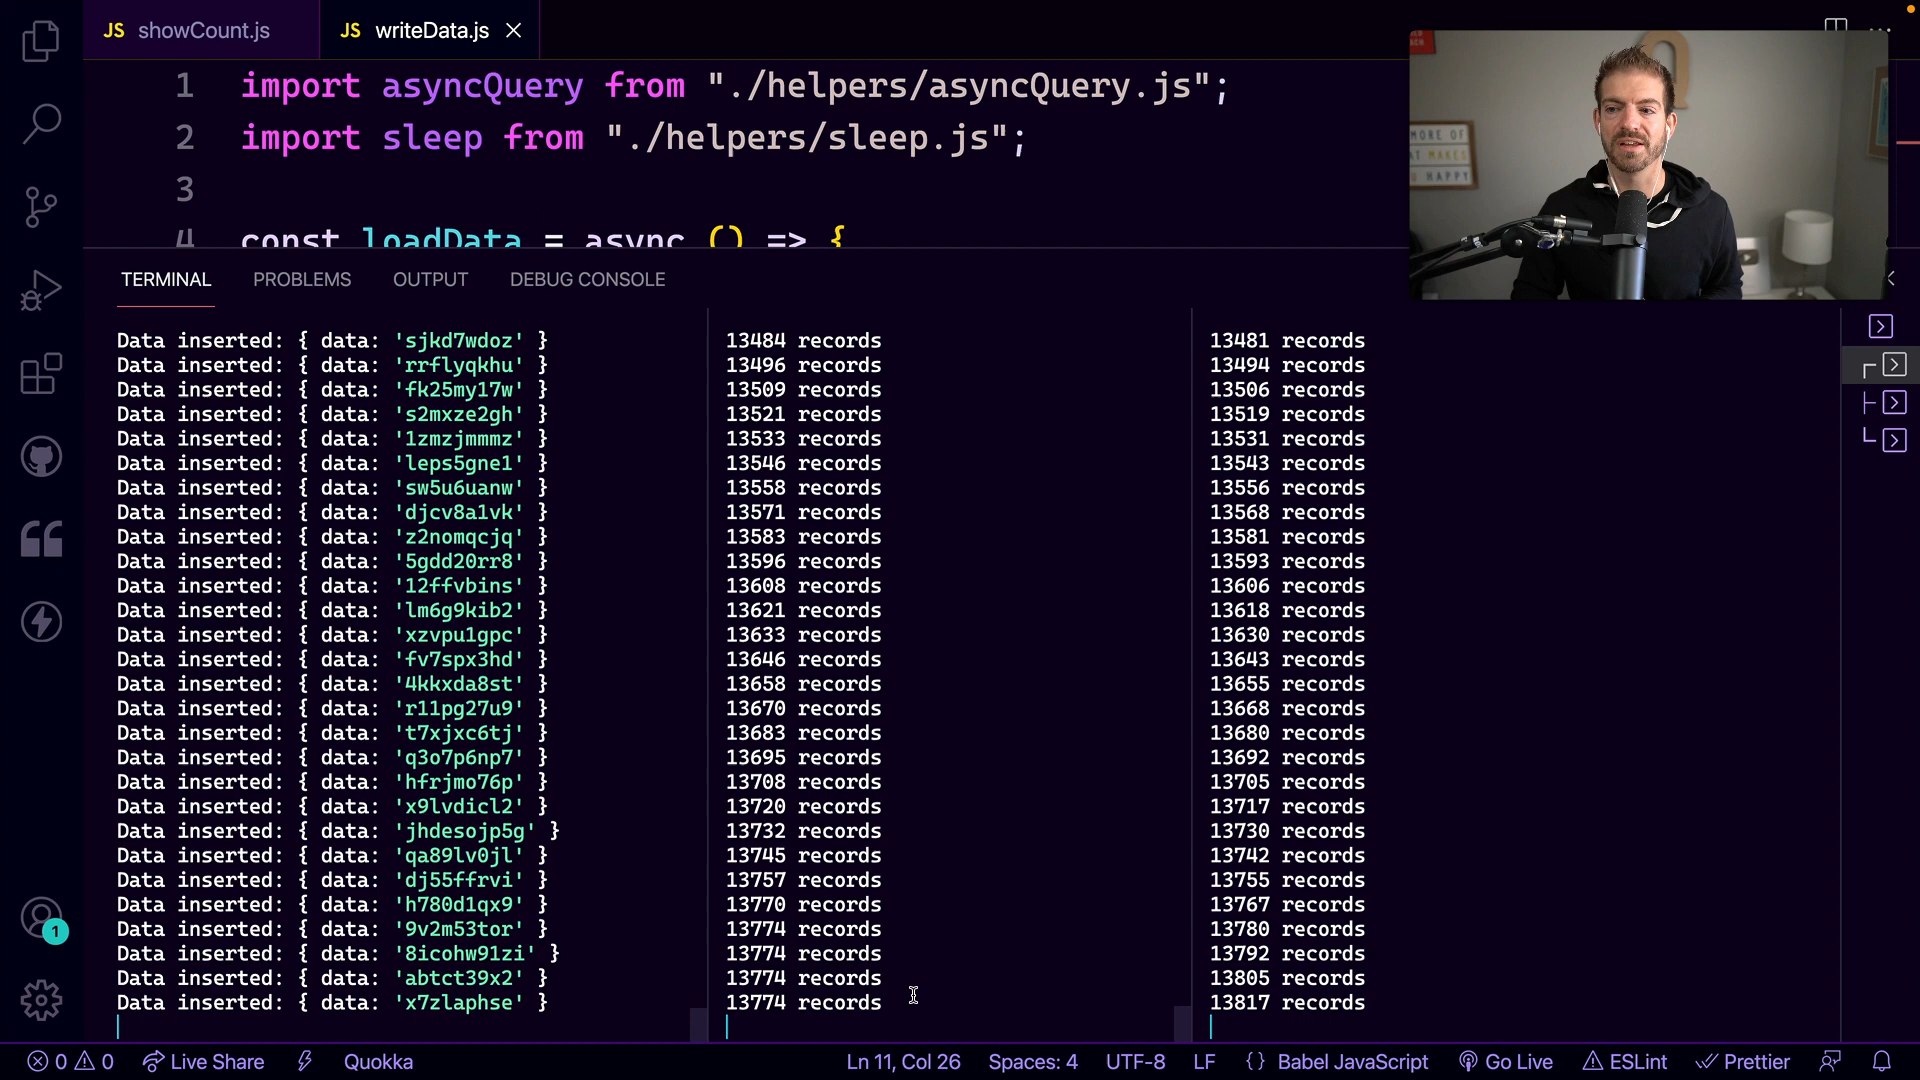 JS showCount.js
JS writeData.js
1 import asyncQuery from "./helpers/asyncQuery.js";
2 import sleep from "./helpers/sleep.js";
3
4 const loadData = async () => {
MORE OF
AT MAKES
U HAPPY
TERMINAL PROBLEMS OUTPUT DEBUG CONSOLE
Data inserted: { data: 'sjkd7wdoz' }
Data inserted: { data: 'rrflyqkhu' }
Data inserted: { data: 'fk25my17w' }
Data inserted: { data: 's2mxze2gh' }
Data inserted: { data: '1zmzjmmmz' }
Data inserted: { data: 'leps5gne1' }
Data inserted: { data: 'sw5u6uanw' }
Data inserted: { data: 'djcv8a1vk' }
Data inserted: { data: 'z2nomqcjq' }
Data inserted: { data: '5gdd20rr8' }
Data inserted: { data: '12ffvbins' }
Data inserted: { data: 'lm6g9kib2' }
Data inserted: { data: 'xzvpu1gpc' }
Data inserted: { data: 'fv7spx3hd' }
Data inserted: { data: '4kkxda8st' }
Data inserted: { data: 'r11pg27u9' }
Data inserted: { data: 't7xjxc6tj' }
Data inserted: { data: 'q3o7p6np7' }
Data inserted: { data: 'hfrjmo76p' }
Data inserted: { data: 'x9lvdicl2' }
Data inserted: { data: 'jhdesojp5g' }
Data inserted: { data: 'qa89lv0jl' }
Data inserted: { data: 'dj55ffrvi' }
Data inserted: { data: 'h780d1qx9' }
Data inserted: { data: '9v2m53tor' }
Data inserted: { data: '8icohw91zi' }
Data inserted: { data: 'abtct39x2' }
Data inserted: { data: 'x7zlaphse' }
13484 records
13496 records
13509 records
13521 records
13533 records
13546 records
13558 records
13571 records
13583 records
13596 records
13608 records
13621 records
13633 records
13646 records
13658 records
13670 records
13683 records
13695 records
13708 records
13720 records
13732 records
13745 records
13757 records
13770 records
13774 records
13774 records
13774 records
13774 records
13481 records
13494 records
13506 records
13519 records
13531 records
13543 records
13556 records
13568 records
13581 records
13593 records
13606 records
13618 records
13630 records
13643 records
13655 records
13668 records
13680 records
13692 records
13705 records
13717 records
13730 records
13742 records
13755 records
13767 records
13780 records
13792 records
13805 records
13817 records
1
0 0 Live Share Quokka Ln 11, Col 26 Spaces: 4 UTF-8 LF {} Babel JavaScript Go Live ESLint Prettier